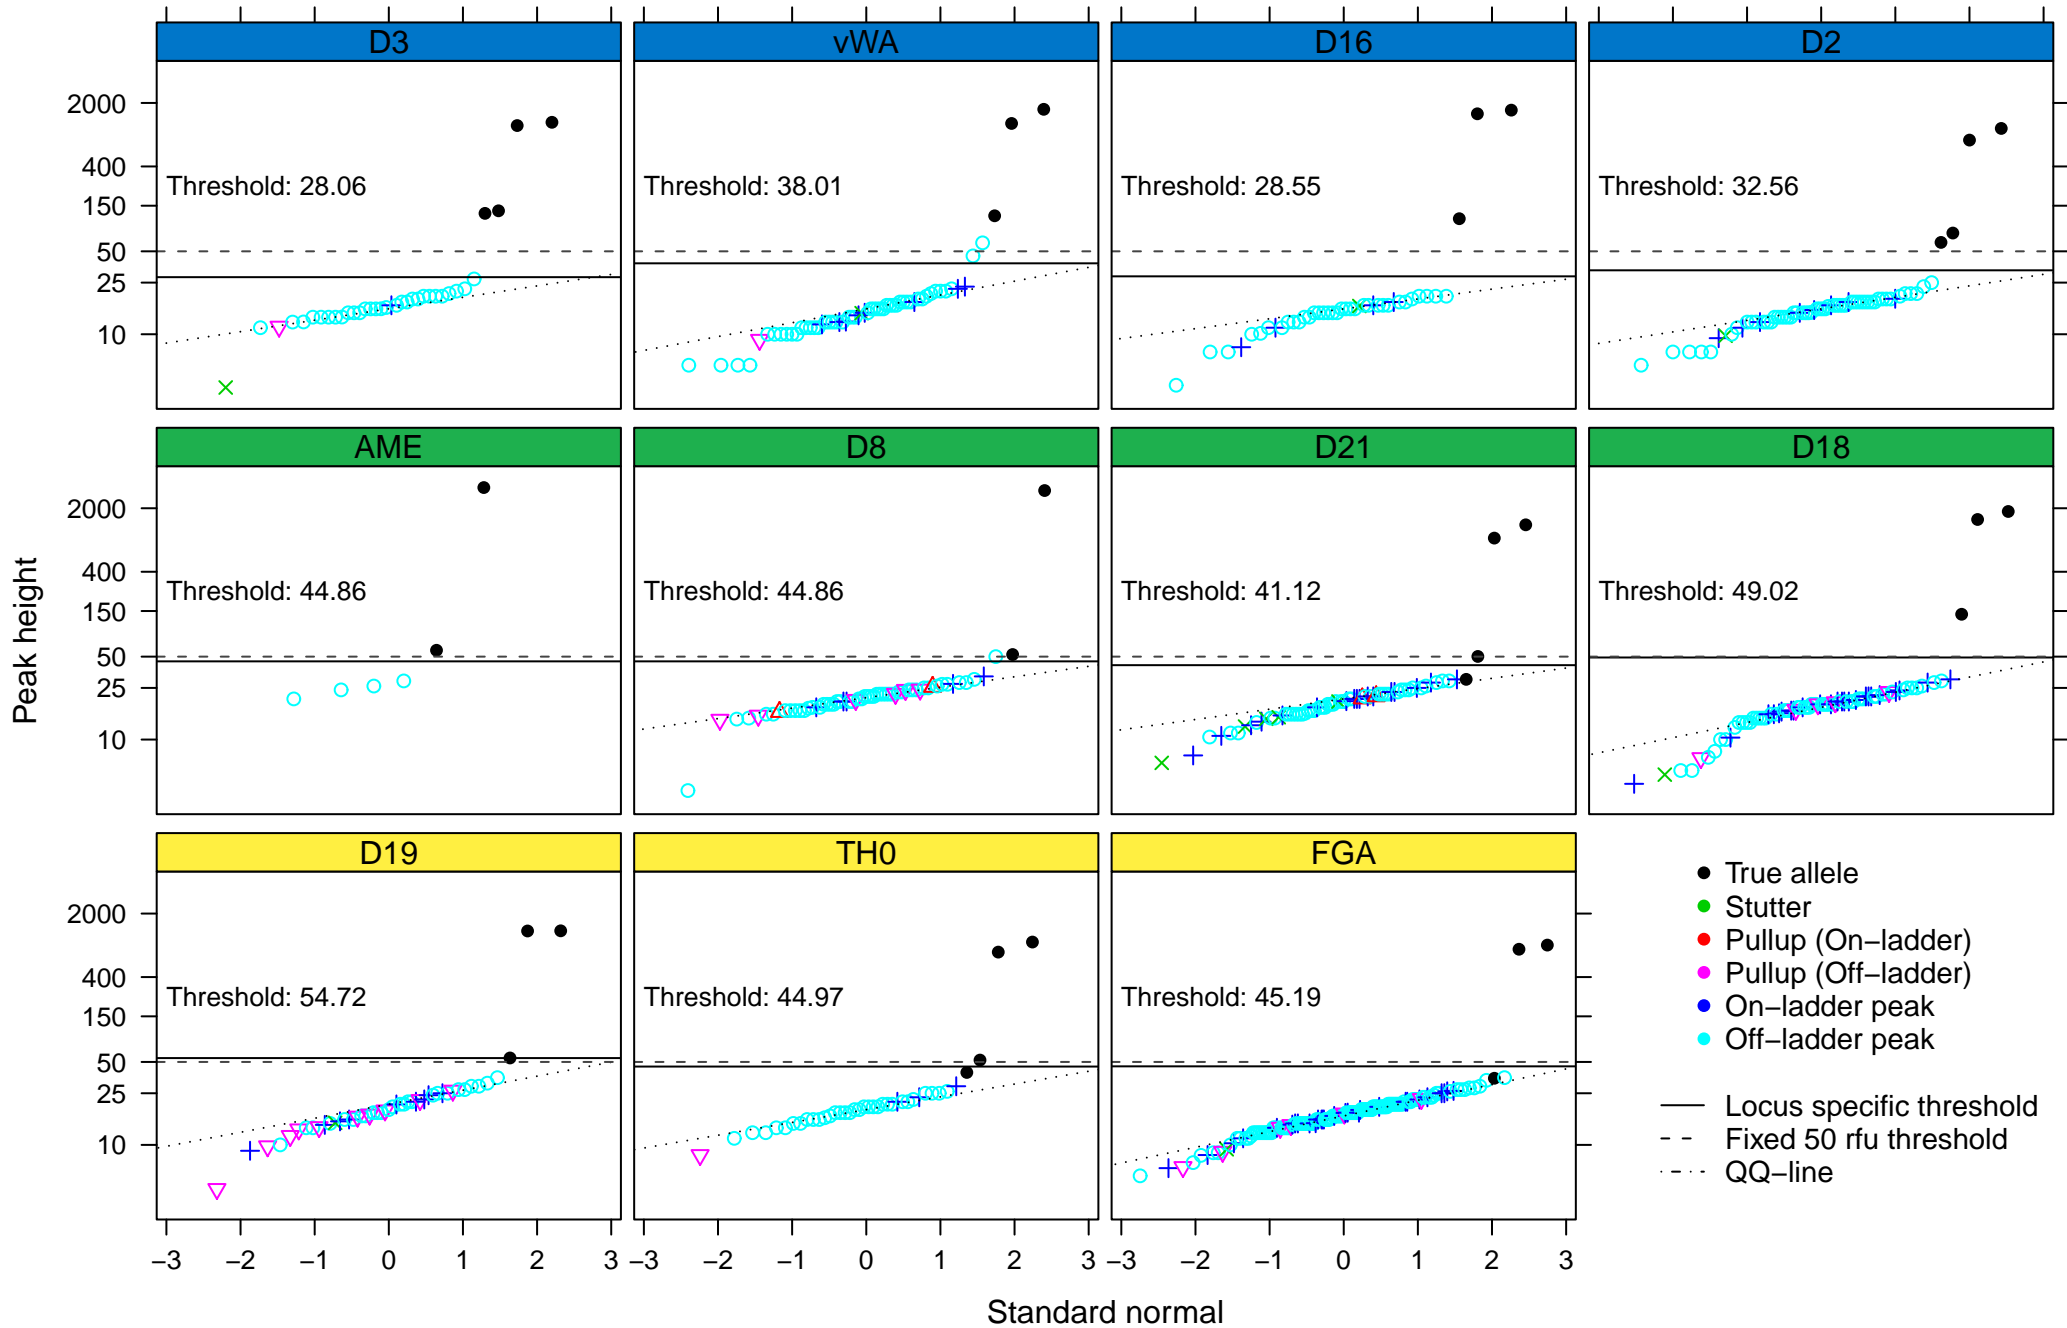 D3 vWA D16 D2
2000
400
150
50
25
10
Threshold: 28.06 Threshold: 38.01 Threshold: 28.55 Threshold: 32.56
AME D8 D21 D18
2000
400
150
50
25
10
Threshold: 44.86 Threshold: 44.86 Threshold: 41.12 Threshold: 49.02
Peak height
D19 TH0 FGA
2000
400
150
50
25
10
Threshold: 54.72 Threshold: 44.97 Threshold: 45.19
True allele
Stutter
Pullup (On−ladder)
Pullup (Off−ladder)
On−ladder peak
Off−ladder peak
Locus specific threshold
Fixed 50 rfu threshold
QQ−line
−3 −2 −1 0 1 2 3 −3 −2 −1 0 1 2 3 −3 −2 −1 0 1 2 3
Standard normal